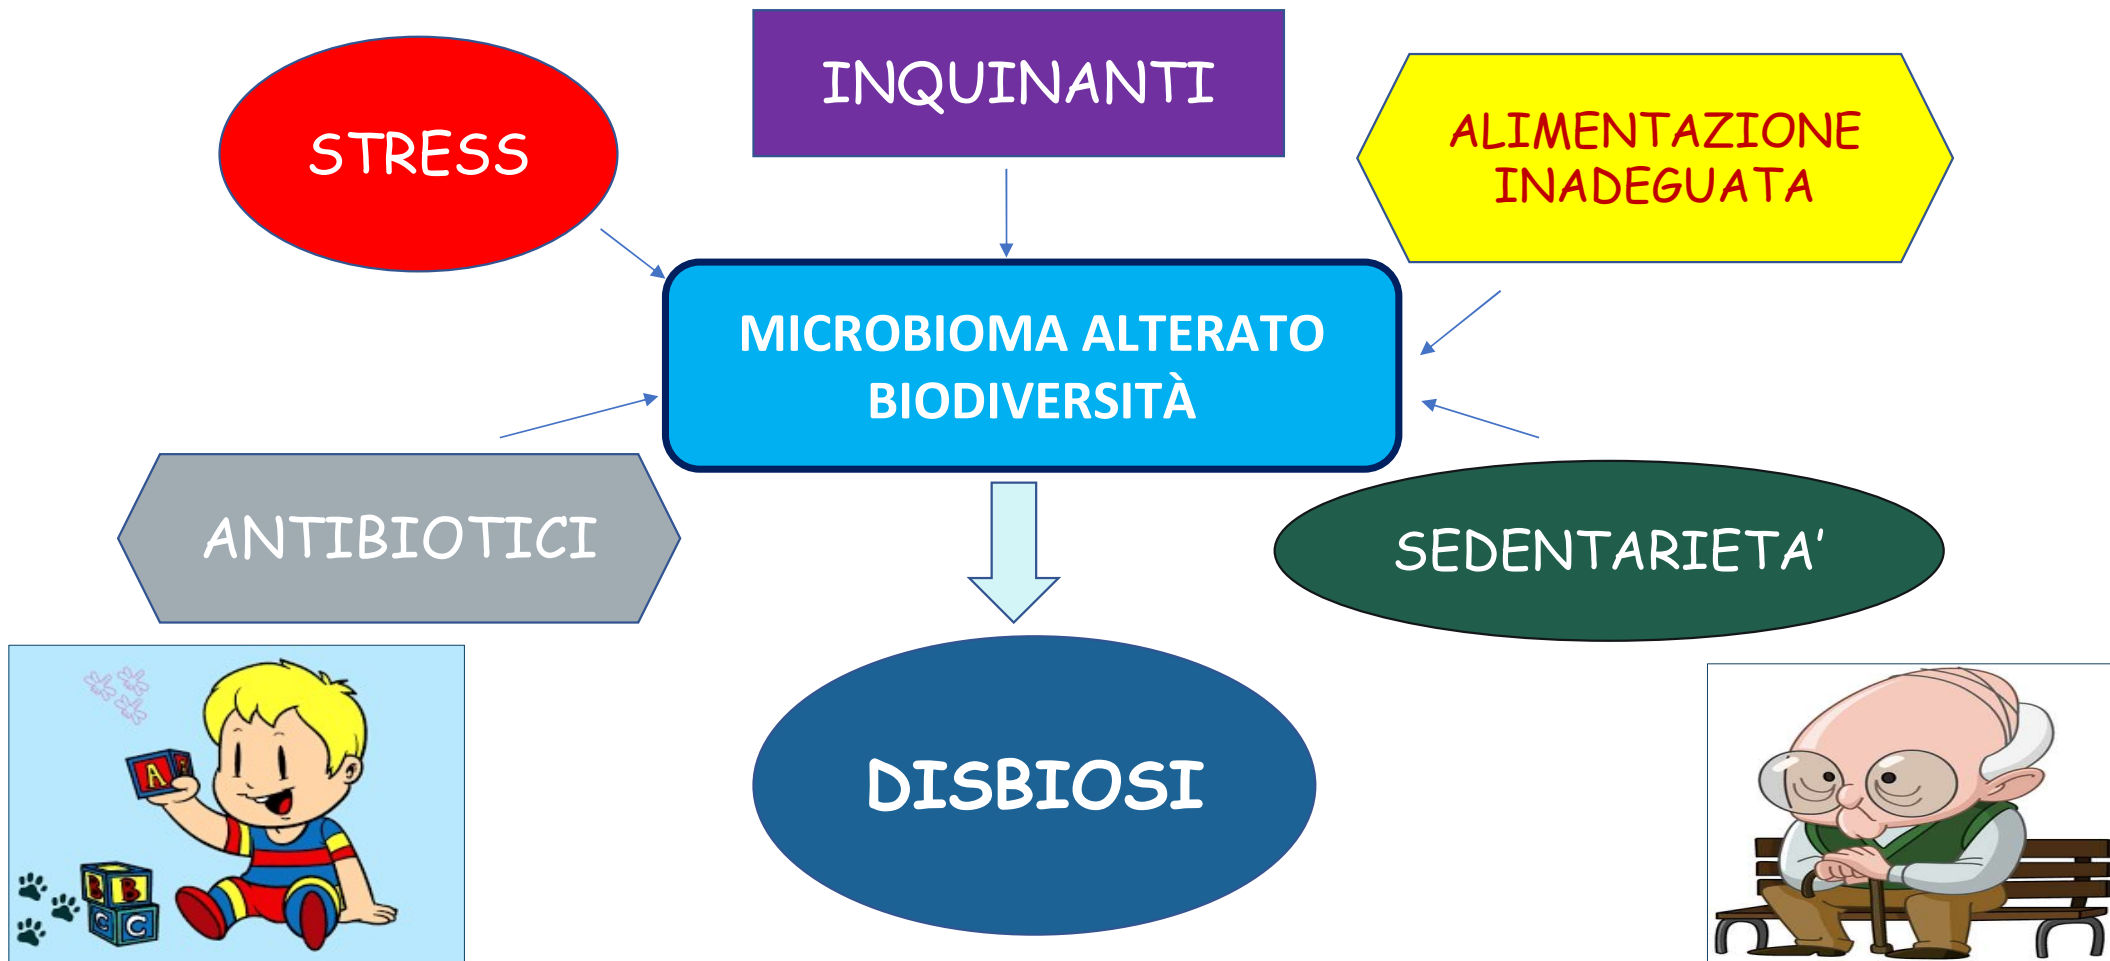 STRESS
INQUINANTI
ALIMENTAZIONE
INADEGUATA
MICROBIOMA ALTERATO
BIODIVERSITÀ
ANTIBIOTICI
SEDENTARIETA’
DISBIOSI
A
B B
C C